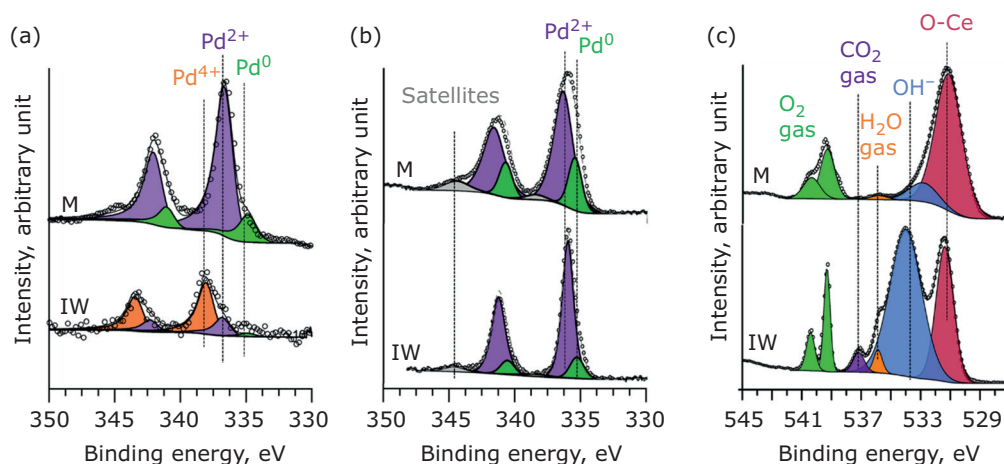 (a)
Pd²⁺
Pd⁴⁺
Pd⁰
M
IW
350 345 340 335 330
Binding energy, eV
Intensity, arbitrary unit
(b)
Pd²⁺
Pd⁰
Satellites
M
IW
350 345 340 335 330
Binding energy, eV
Intensity, arbitrary unit
(c)
O-Ce
CO₂
gas
OH⁻
O₂
gas
H₂O
gas
M
IW
545 541 537 533 529
Binding energy, eV
Intensity, arbitrary unit